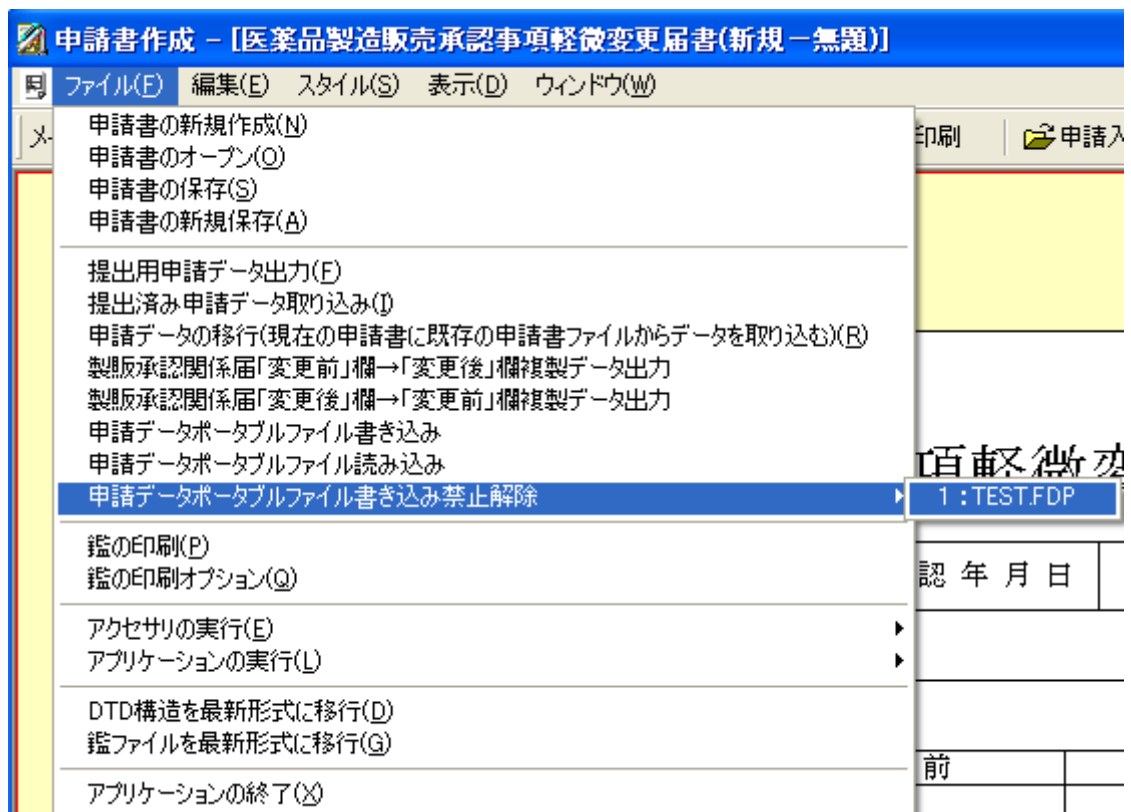 申請書作成 - [医薬品製造販売承認事項軽微変更届書(新規－無題)]
ファイル(F) 編集(E) スタイル(S) 表示(D) ウィンドウ(W)
印刷 申請入
申請書の新規作成(N)
申請書のオープン(O)
申請書の保存(S)
申請書の新規保存(A)
提出用申請データ出力(F)
提出済み申請データ取り込み(I)
申請データの移行(現在の申請書に既存の申請書ファイルからデータを取り込む)(R)
製販承認関係届「変更前」欄→「変更後」欄複製データ出力
製販承認関係届「変更後」欄→「変更前」欄複製データ出力
申請データポータブルファイル書き込み
申請データポータブルファイル読み込み
項軽微変
申請データポータブルファイル書き込み禁止解除 1：TEST.FDP
鑑の印刷(P)
鑑の印刷オプション(Q)
認年月日
アクセサリの実行(E)
アプリケーションの実行(L)
DTD構造を最新形式に移行(D)
鑑ファイルを最新形式に移行(G)
前
アプリケーションの終了(X)